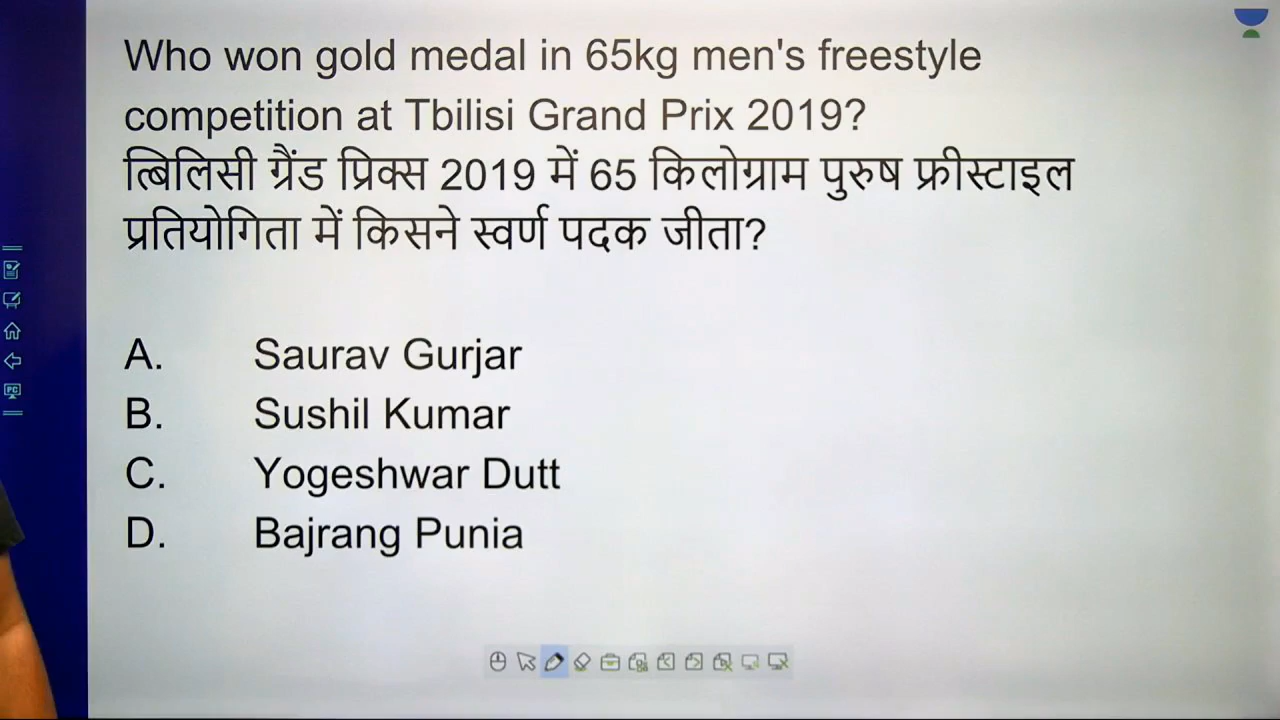 Who won gold medal in 65kg men's freestyle
competition at Tbilisi Grand Prix 2019?
त्बिलिसी ग्रैंड प्रिक्स 2019 में 65 किलोग्राम पुरुष फ्रीस्टाइल
प्रतियोगिता में किसने स्वर्ण पदक जीता?
A. Saurav Gurjar
B. Sushil Kumar
C. Yogeshwar Dutt
D. Bajrang Punia
PC